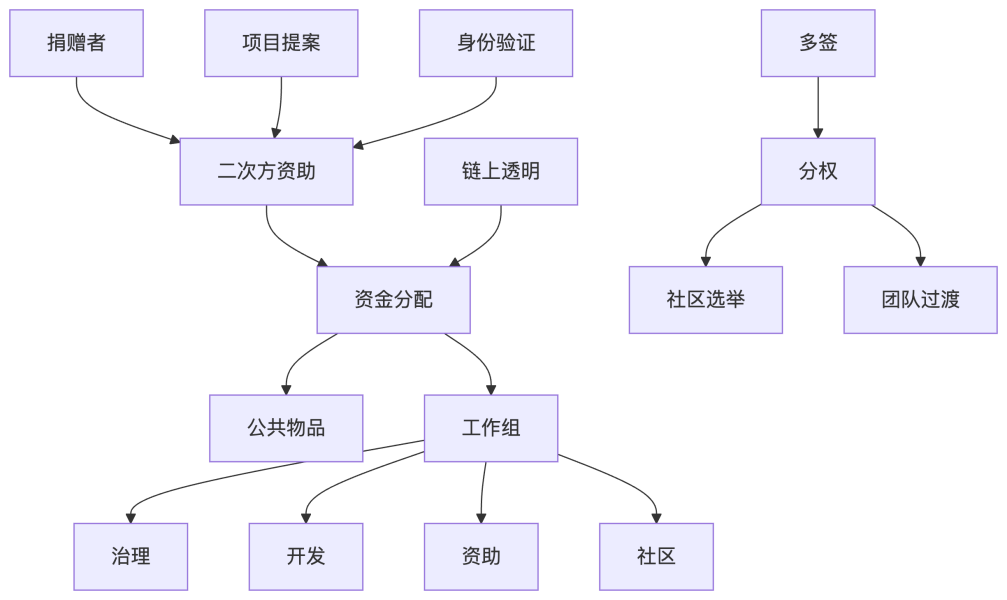 捐赠者
项目提案
身份验证
多签
二次方资助
链上透明
分权
资金分配
社区选举
团队过渡
公共物品
工作组
治理
开发
资助
社区